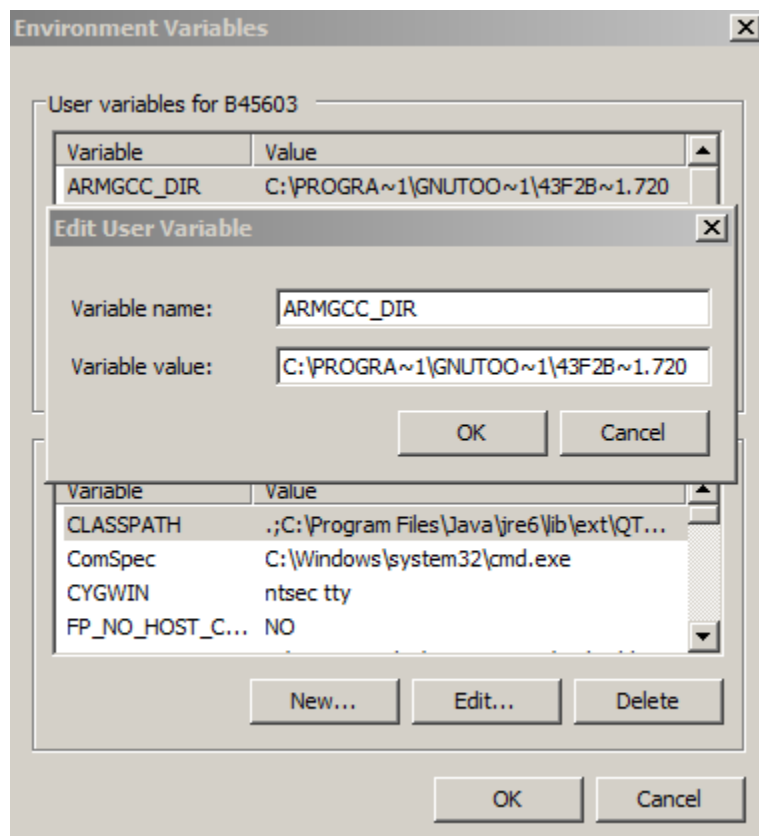 Environment Variables
User variables for B45603
Variable Value
ARMGCC_DIR C:\PROGRA~1\GNUTOO~1\43F2B~1.720
Edit User Variable
Variable name: ARMGCC_DIR
Variable value: C:\PROGRA~1\GNUTOO~1\43F2B~1.720
OK Cancel
Variable Value
CLASSPATH .;C:\Program Files\Java\jre6\lib\ext\QT...
ComSpec C:\Windows\system32\cmd.exe
CYGWIN ntsec tty
FP_NO_HOST_C... NO
New... Edit... Delete
OK Cancel